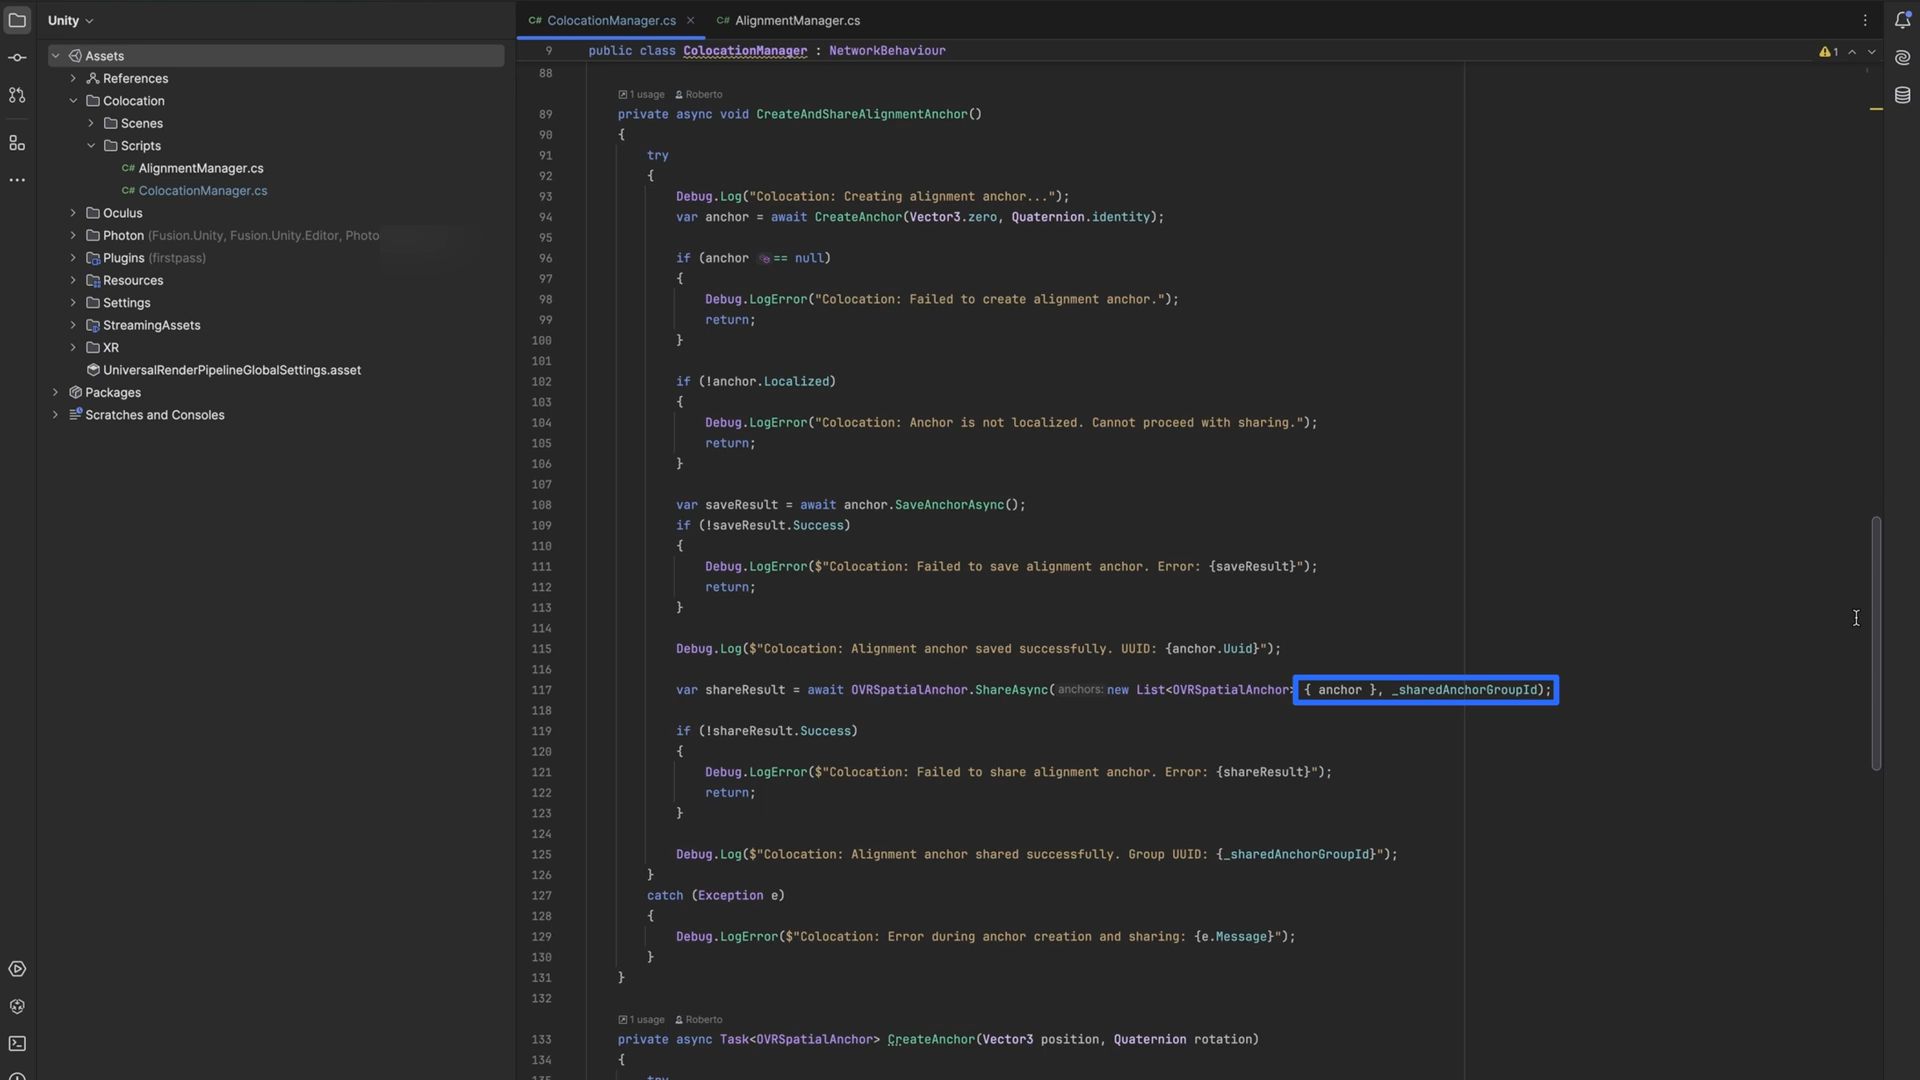 Unity
Assets
References
Colocation
Scenes
Scripts
C# AlignmentManager.cs
C# ColocationManager.cs
Oculus
Photon (Fusion.Unity, Fusion.Unity.Editor, Photo
Plugins (firstpass)
Resources
Settings
StreamingAssets
XR
UniversalRenderPipelineGlobalSettings.asset
Packages
Scratches and Consoles
C# ColocationManager.cs
C# AlignmentManager.cs
9 public class ColocationManager : NetworkBehaviour
1
88
1 usage Roberto
89 private async void CreateAndShareAlignmentAnchor()
90 {
91 try
92 {
93 Debug.Log("Colocation: Creating alignment anchor...");
94 var anchor = await CreateAnchor(Vector3.zero, Quaternion.identity);
95
96 if (anchor == null)
97 {
98 Debug.LogError("Colocation: Failed to create alignment anchor.");
99 return;
100 }
101
102 if (!anchor.Localized)
103 {
104 Debug.LogError("Colocation: Anchor is not localized. Cannot proceed with sharing.");
105 return;
106 }
107
108 var saveResult = await anchor.SaveAnchorAsync();
109 if (!saveResult.Success)
110 {
111 Debug.LogError($"Colocation: Failed to save alignment anchor. Error: {saveResult}");
112 return;
113 }
114
115 Debug.Log($"Colocation: Alignment anchor saved successfully. UUID: {anchor.Uuid}");
116
117 var shareResult = await OVRSpatialAnchor.ShareAsync( anchors: new List<OVRSpatialAnchor> { anchor }, _sharedAnchorGroupId);
118
119 if (!shareResult.Success)
120 {
121 Debug.LogError($"Colocation: Failed to share alignment anchor. Error: {shareResult}");
122 return;
123 }
124
125 Debug.Log($"Colocation: Alignment anchor shared successfully. Group UUID: {_sharedAnchorGroupId}");
126 }
127 catch (Exception e)
128 {
129 Debug.LogError($"Colocation: Error during anchor creation and sharing: {e.Message}");
130 }
131 }
132
1 usage Roberto
133 private async Task<OVRSpatialAnchor> CreateAnchor(Vector3 position, Quaternion rotation)
134 {
135 try